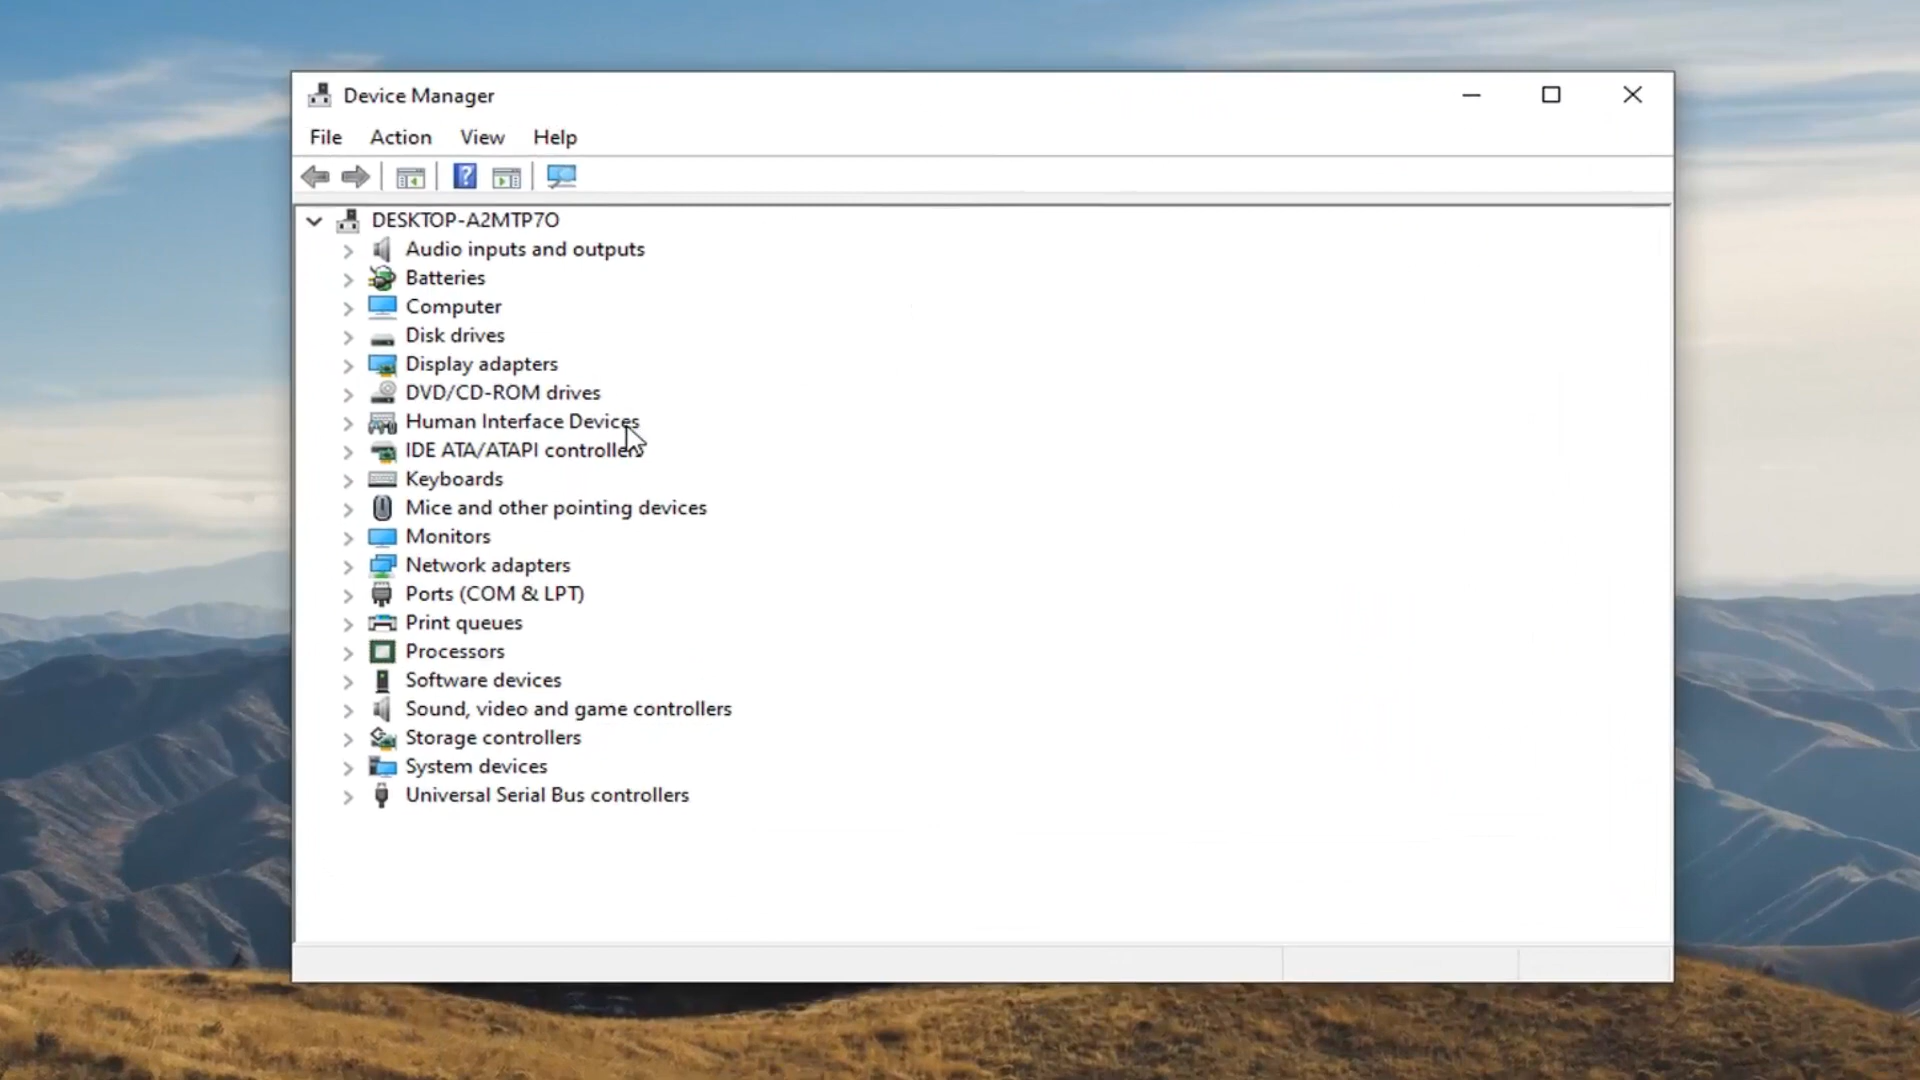 Device Manager
File Action View Help
?
DESKTOP-A2MTP7O
Audio inputs and outputs
Batteries
Computer
Disk drives
Display adapters
DVD/CD-ROM drives
Human Interface Devices
IDE ATA/ATAPI controllers
Keyboards
Mice and other pointing devices
Monitors
Network adapters
Ports (COM & LPT)
Print queues
Processors
Software devices
Sound, video and game controllers
Storage controllers
System devices
Universal Serial Bus controllers